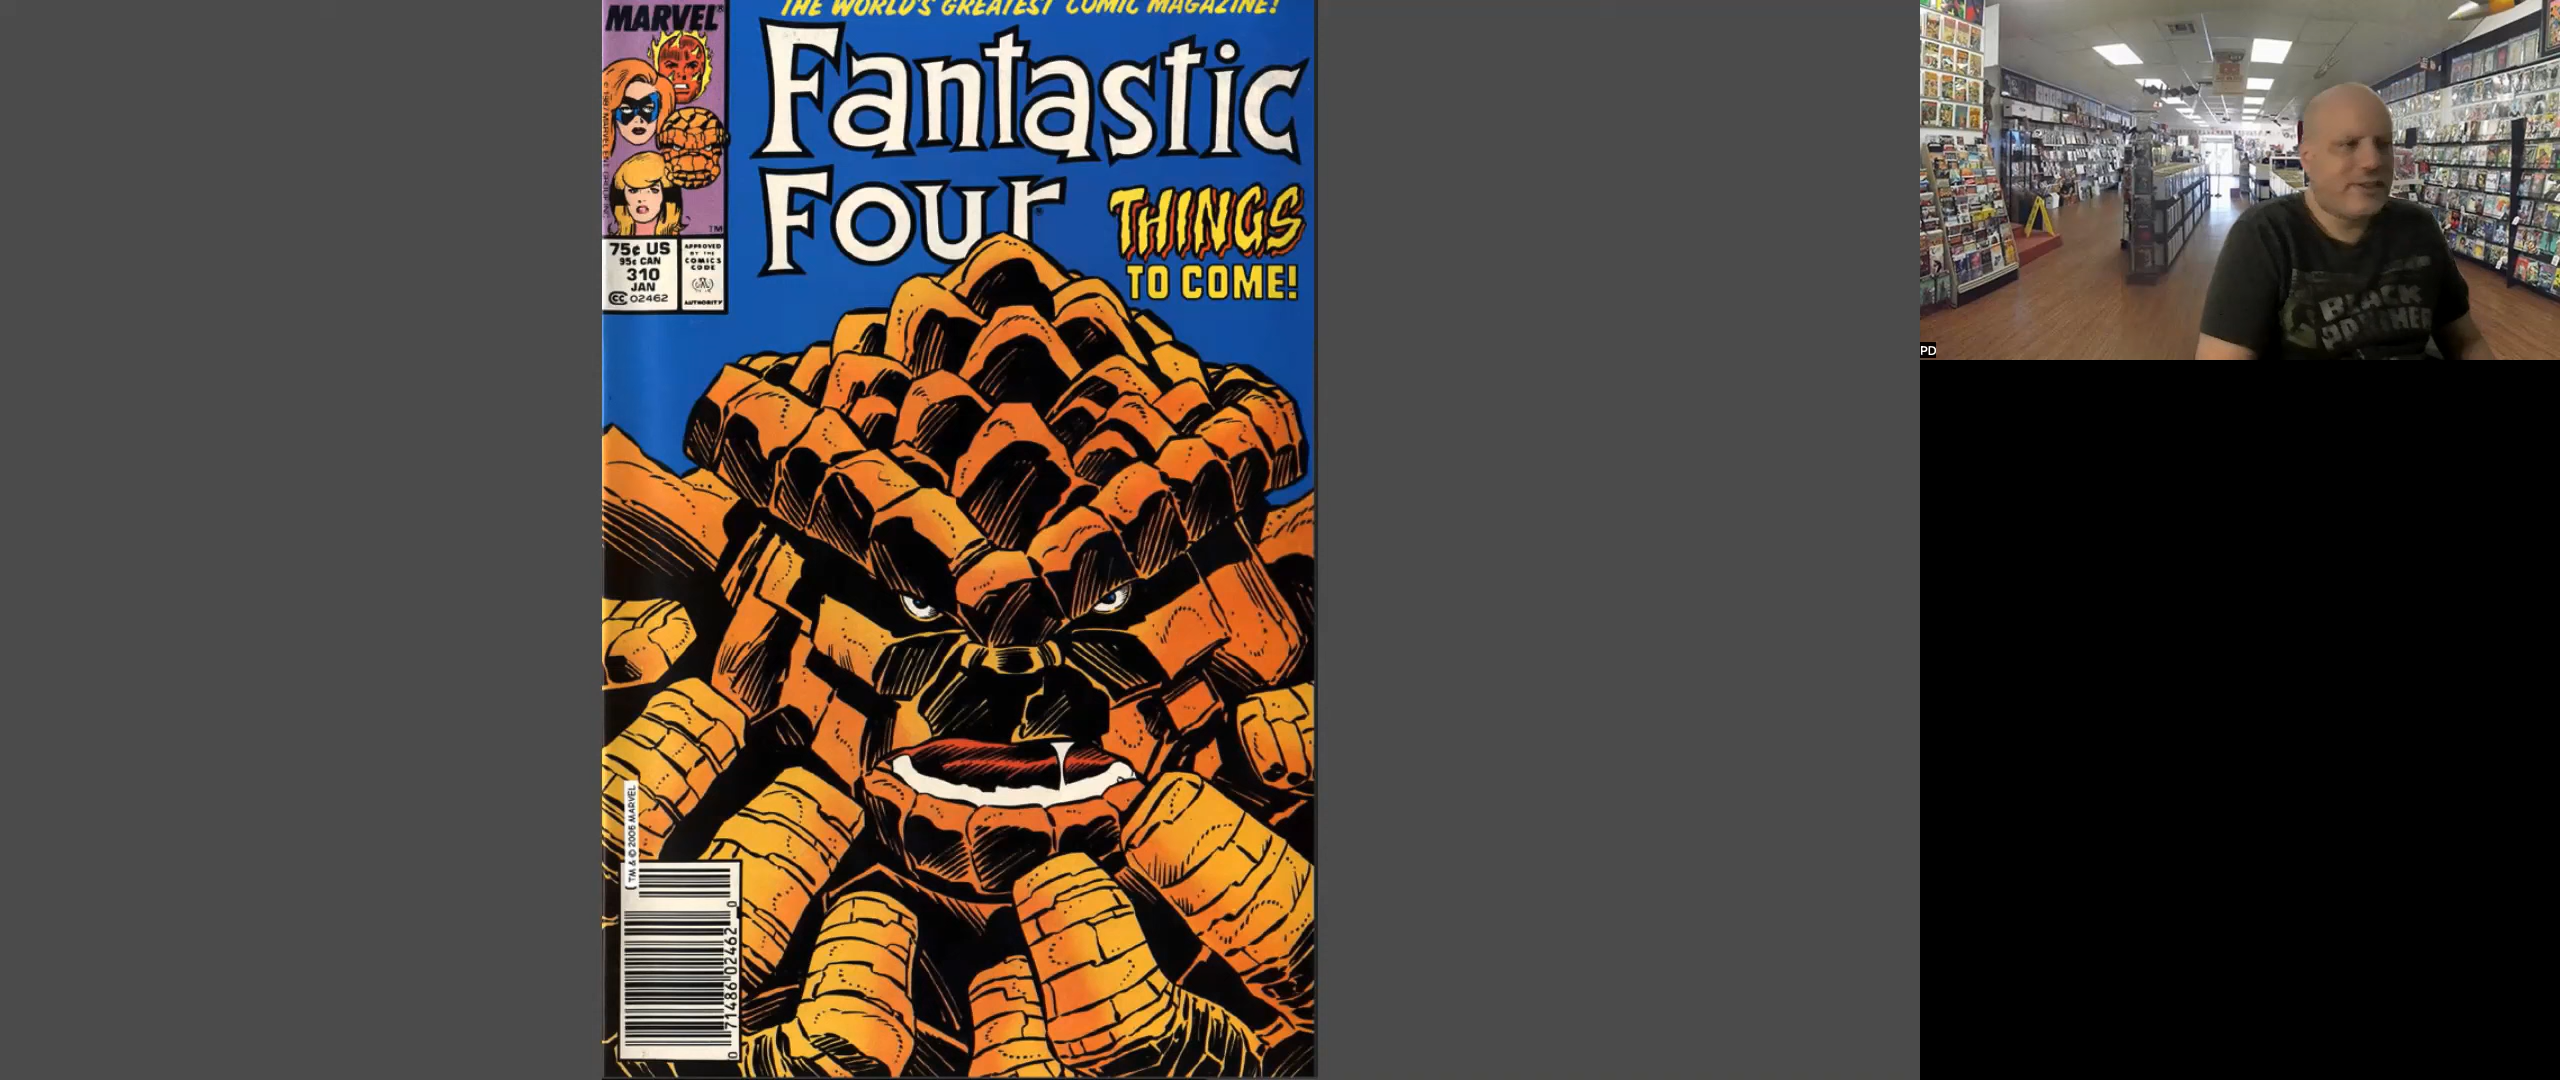 THE WORLD'S GREATEST COMIC MAGAZINE!
MARVEL®
Fantastic
Four
THINGS
TO COME!
TM
75¢ US
95¢ CAN
310
JAN
CC 02462
APPROVED
BY THE
COMICS
CODE
AUTHORITY
TM & © 2006 MARVEL
0 71486 02462 0
PD
BLACK
PANTHER